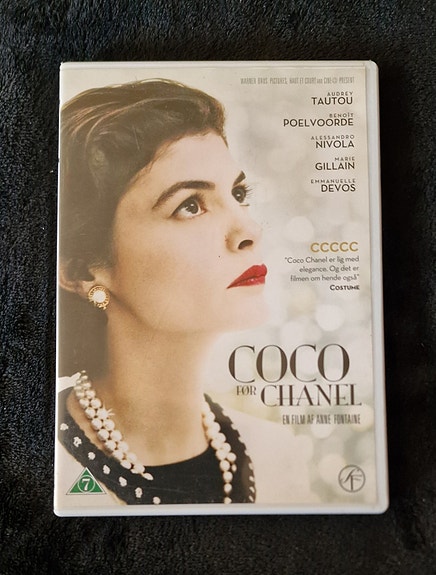 WARNER BROS. PICTURES, HAUT ET COURT OG CINÉ@ PRESENT
AUDREY
TAUTOU
BENOÎT
POELVOORDE
ALESSANDRO
NIVOLA
MARIE
GILLAIN
EMMANUELLE
DEVOS
CCCCC
"Coco Chanel er lig med
elegance. Og det er
filmen om hende også"
COSTUME
COCO
FØR CHANEL
EN FILM AF ANNE FONTAINE
7
SF